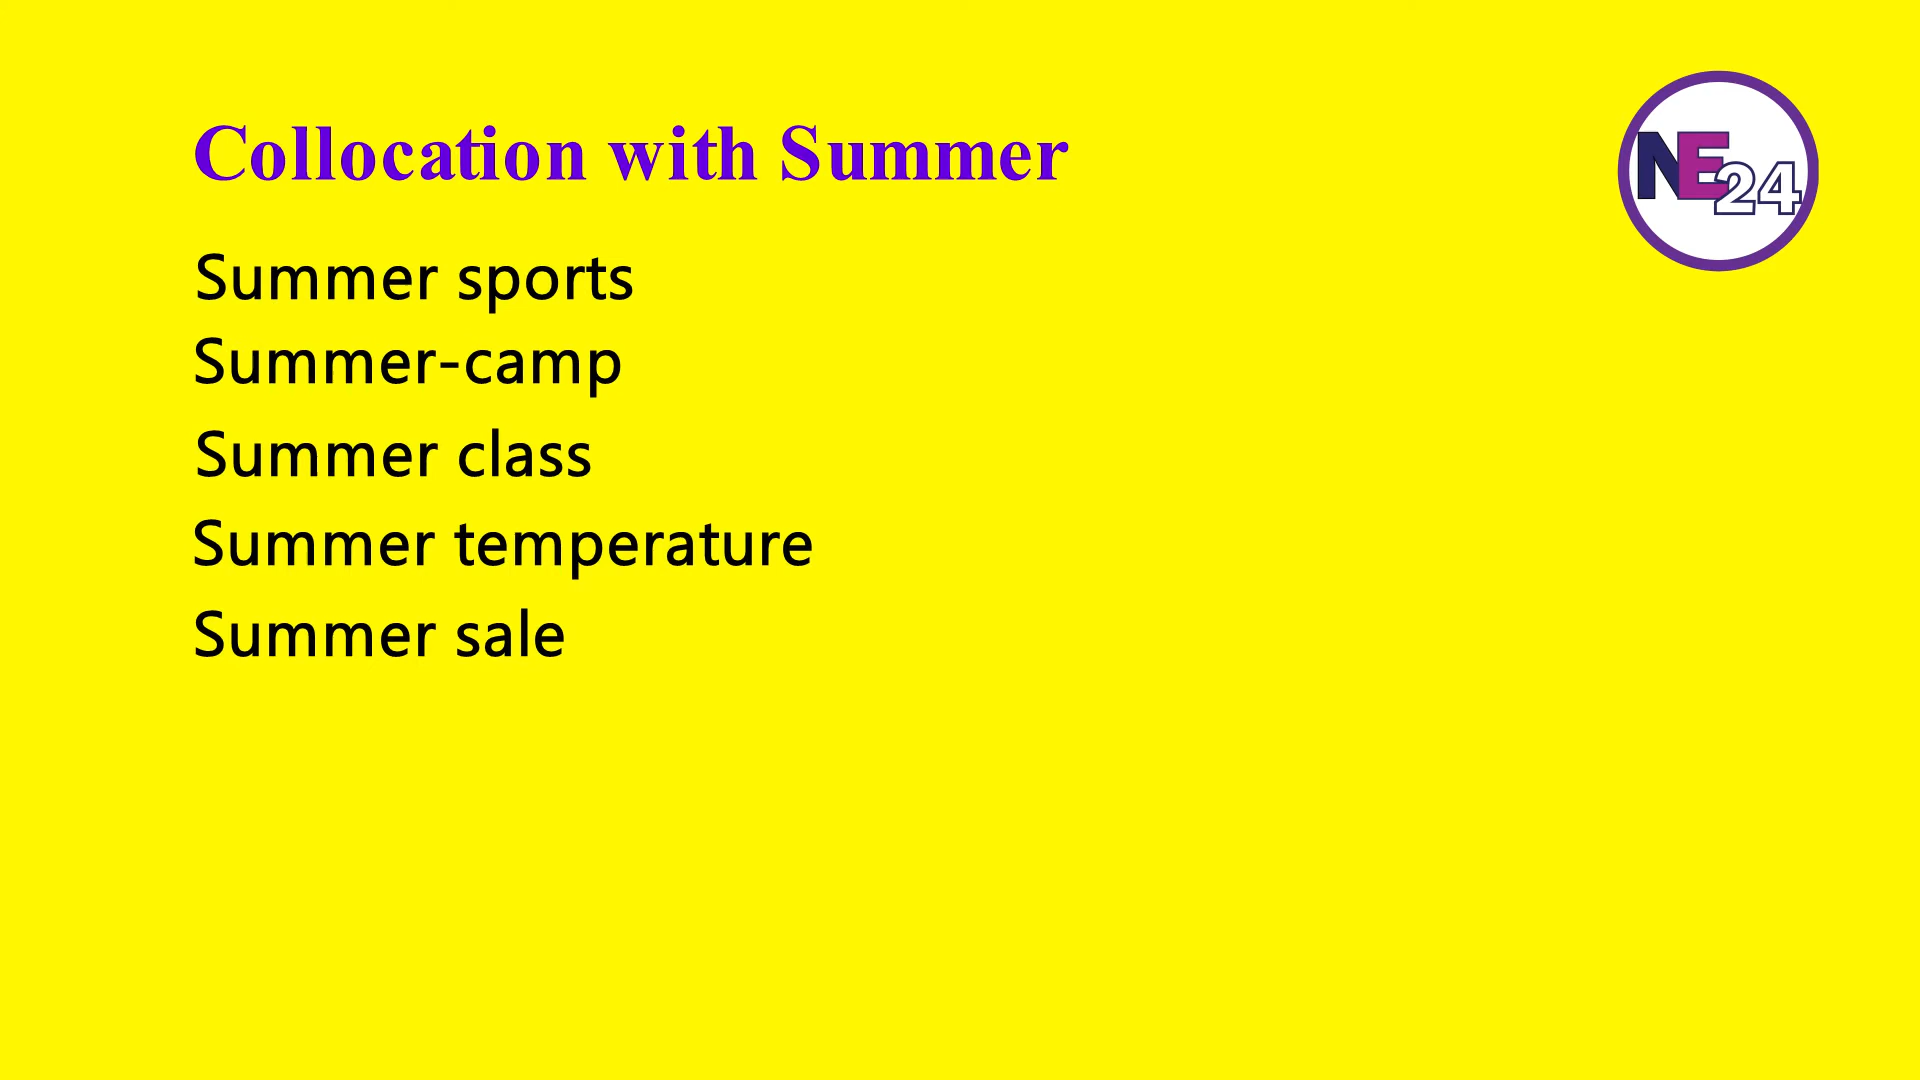 Collocation with Summer
NE24
Summer sports
Summer-camp
Summer class
Summer temperature
Summer sale